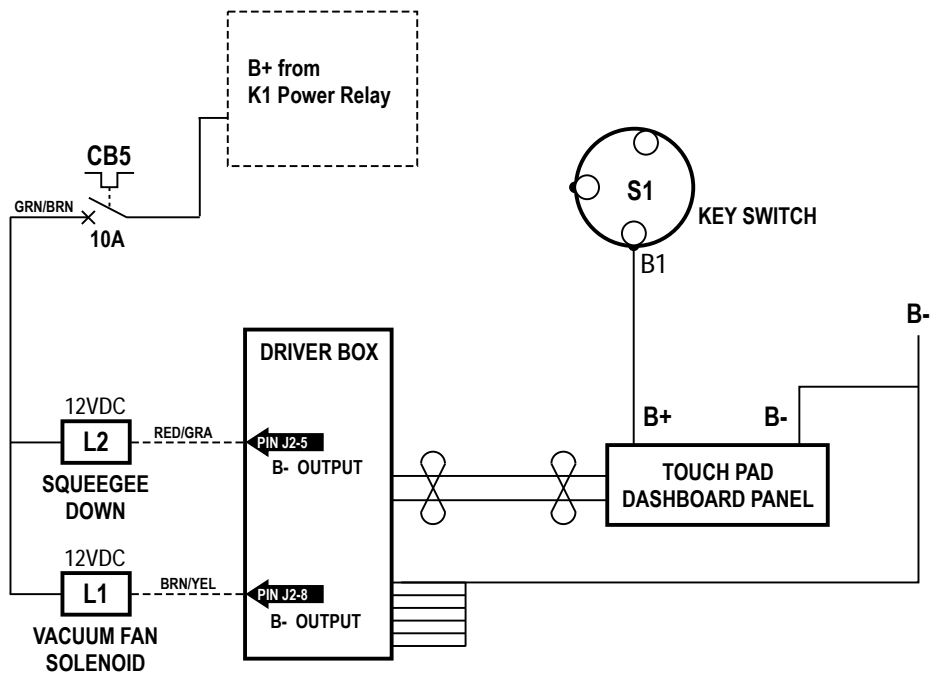 B+ from
K1 Power Relay
CB5
GRN/BRN
10A
S1
KEY SWITCH
B1
B-
DRIVER BOX
12VDC
L2
RED/GRA
PIN J2-5
B- OUTPUT
SQUEEGEE
DOWN
B+
B-
TOUCH PAD
DASHBOARD PANEL
12VDC
L1
BRN/YEL
PIN J2-8
B- OUTPUT
VACUUM FAN
SOLENOID